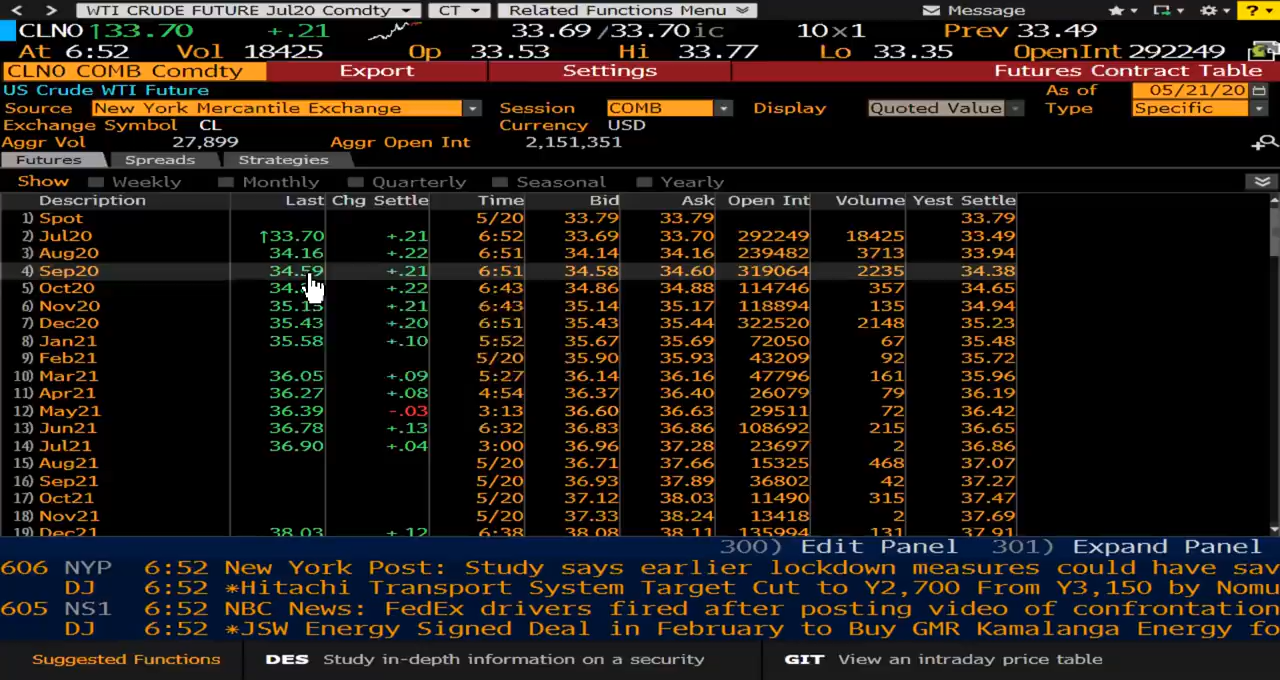 < > WTI CRUDE FUTURE Jul20 Comdty CT Related Functions Menu Message ?
CLN0 ↑33.70 +.21 33.69/33.70ic 10×1 Prev 33.49
At 6:52 Vol 18425 Op 33.53 Hi 33.77 Lo 33.35 OpenInt 292249
CLN0 COMB Comdty Export Settings Futures Contract Table
US Crude WTI Future As of 05/21/20
Source New York Mercantile Exchange Session COMB Display Quoted Value Type Specific
Exchange Symbol CL Currency USD
Aggr Vol 27,899 Aggr Open Int 2,151,351
Futures Spreads Strategies
Show Weekly Monthly Quarterly Seasonal Yearly
Description Last Chg Settle Time Bid Ask Open Int Volume Yest Settle
1) Spot 5/20 33.79 33.79 33.79
2) Jul20 ↑33.70 +.21 6:52 33.69 33.70 292249 18425 33.49
3) Aug20 34.16 +.22 6:51 34.14 34.16 239482 3713 33.94
4) Sep20 34.59 +.21 6:51 34.58 34.60 319064 2235 34.38
5) Oct20 +.22 6:43 34.86 34.88 114746 357 34.65
6) Nov20 35.15 +.21 6:43 35.14 35.17 118894 135 34.94
7) Dec20 35.43 +.20 6:51 35.43 35.44 322520 2148 35.23
8) Jan21 35.58 +.10 5:52 35.67 35.69 72050 67 35.48
9) Feb21 5/20 35.90 35.93 43209 92 35.72
10) Mar21 36.05 +.09 5:27 36.14 36.16 47796 161 35.96
11) Apr21 36.27 +.08 4:54 36.37 36.40 26079 79 36.19
12) May21 36.39 -.03 3:13 36.60 36.63 29511 72 36.42
13) Jun21 36.78 +.13 6:32 36.83 36.86 108692 215 36.65
14) Jul21 36.90 +.04 3:00 36.96 37.28 23697 2 36.86
15) Aug21 5/20 36.71 37.66 15325 468 37.07
16) Sep21 5/20 36.93 37.89 36802 42 37.27
17) Oct21 5/20 37.12 38.03 11490 315 37.47
18) Nov21 5/20 37.33 38.24 13418 2 37.69
19) Dec21 38.03 +.12 6:38 38.08 38.11 135994 131 37.91
300) Edit Panel 301) Expand Panel
606 NYP 6:52 New York Post: Study says earlier lockdown measures could have sav
DJ 6:52 *Hitachi Transport System Target Cut to Y2,700 From Y3,150 by Nomu
605 NS1 6:52 NBC News: FedEx drivers fired after posting video of confrontation
DJ 6:52 *JSW Energy Signed Deal in February to Buy GMR Kamalanga Energy fo
Suggested Functions DES Study in-depth information on a security GIT View an intraday price table